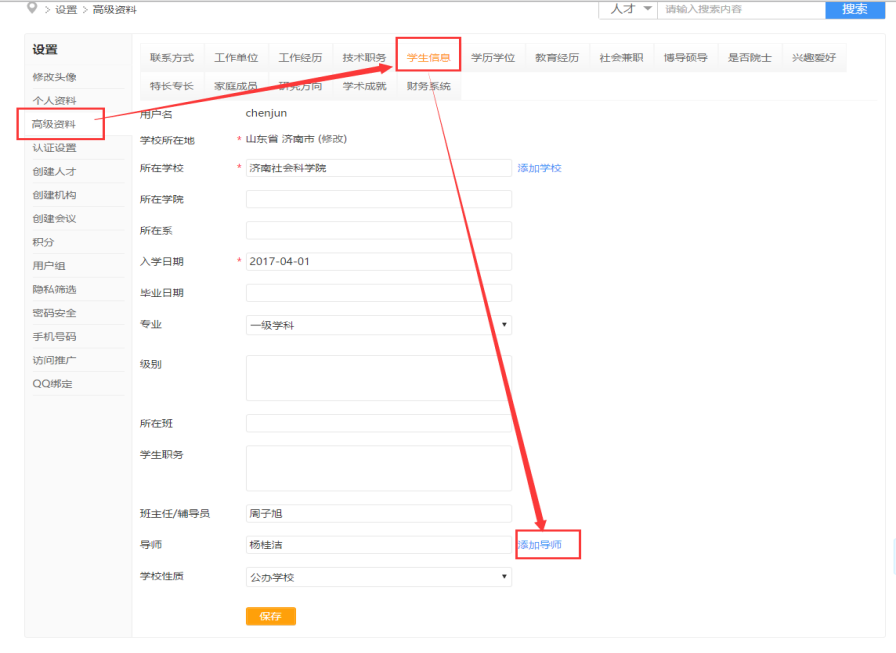 > 设置 > 高级资料
人才 请输入搜索内容 搜索
设置
修改头像
个人资料
高级资料
认证设置
创建人才
创建机构
创建会议
积分
用户组
隐私筛选
密码安全
手机号码
访问推广
QQ绑定
联系方式 工作单位 工作经历 技术职务 学生信息 学历学位 教育经历 社会兼职 博导硕导 是否院士 兴趣爱好
特长专长 家庭成员 研究方向 学术成就 财务系统
用户名 chenjun
学校所在地 * 山东省 济南市 (修改)
所在学校 * 济南社会科学院 添加学校
所在学院
所在系
入学日期 * 2017-04-01
毕业日期
专业 一级学科
级别
所在班
学生职务
班主任/辅导员 周子旭
导师 杨桂洁 添加导师
学校性质 公办学校
保存